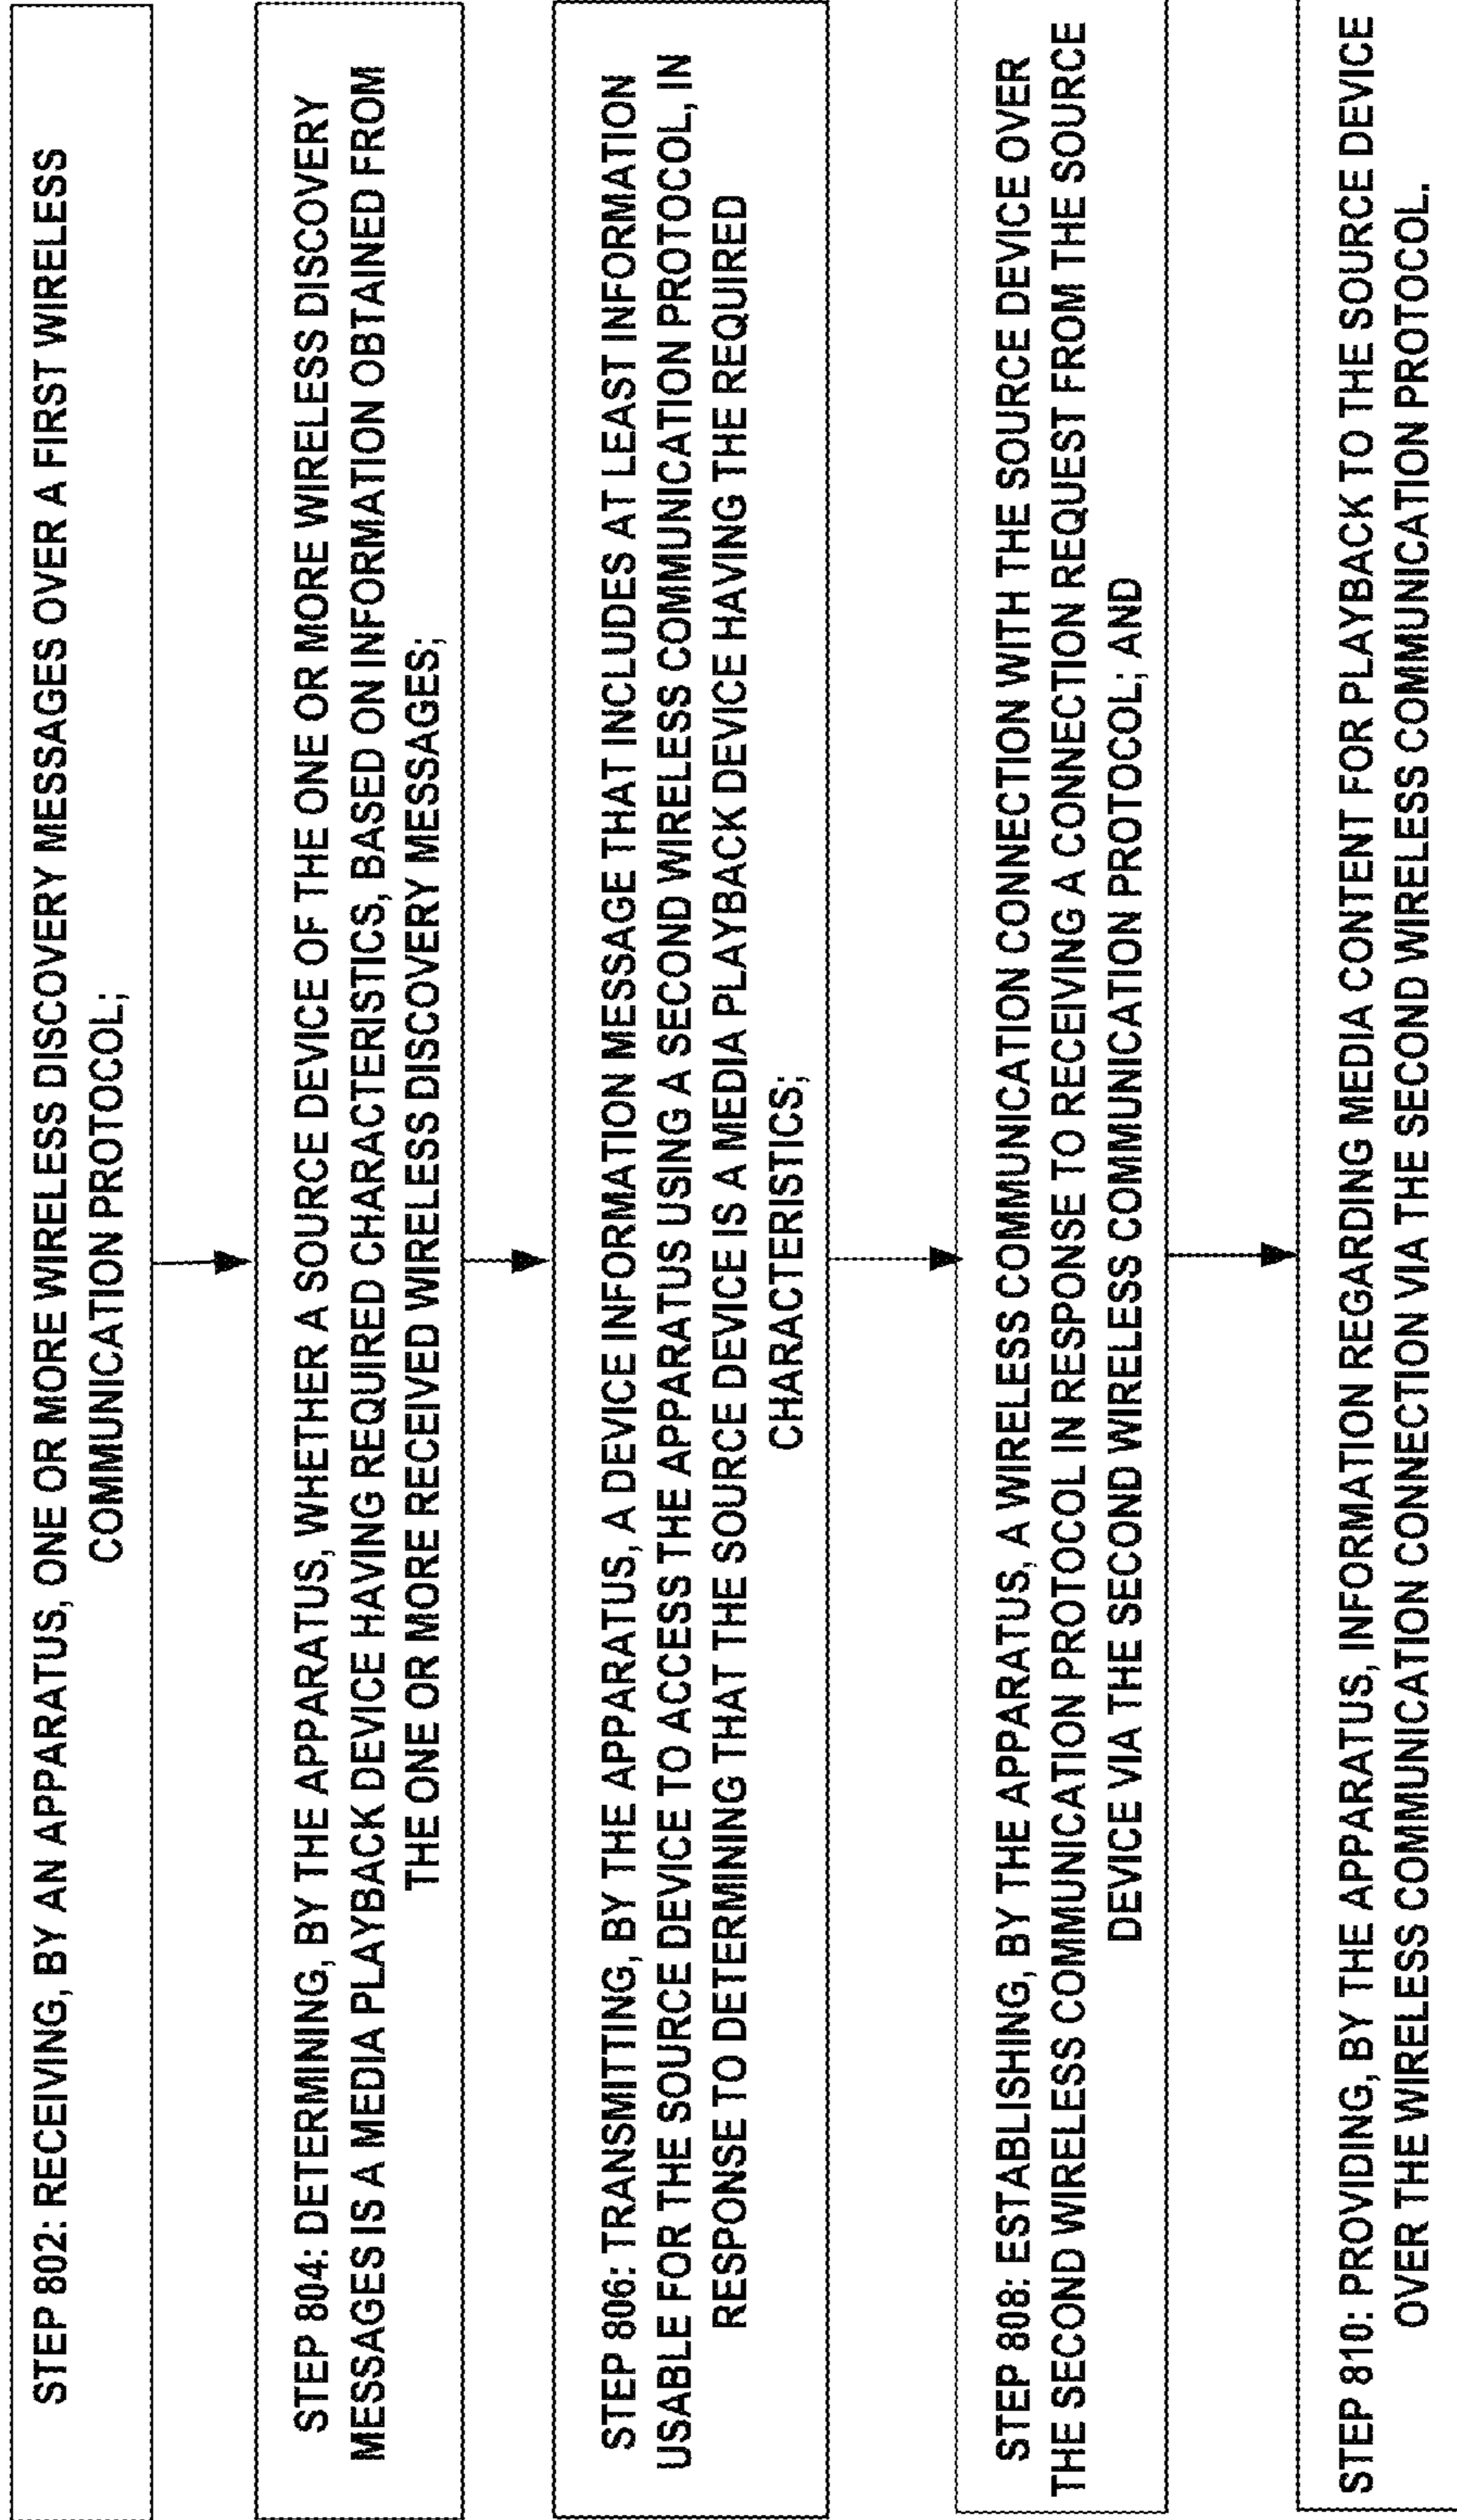 STEP 802: RECEIVING, BY AN APPARATUS, ONE OR MORE WIRELESS DISCOVERY MESSAGES OVER A FIRST WIRELESS
COMMUNICATION PROTOCOL;
STEP 804: DETERMINING, BY THE APPARATUS, WHETHER A SOURCE DEVICE OF THE ONE OR MORE WIRELESS DISCOVERY
MESSAGES IS A MEDIA PLAYBACK DEVICE HAVING REQUIRED CHARACTERISTICS, BASED ON INFORMATION OBTAINED FROM
THE ONE OR MORE RECEIVED WIRELESS DISCOVERY MESSAGES;
STEP 806: TRANSMITTING, BY THE APPARATUS, A DEVICE INFORMATION MESSAGE THAT INCLUDES AT LEAST INFORMATION
USABLE FOR THE SOURCE DEVICE TO ACCESS THE APPARATUS USING A SECOND WIRELESS COMMUNICATION PROTOCOL, IN
RESPONSE TO DETERMINING THAT THE SOURCE DEVICE IS A MEDIA PLAYBACK DEVICE HAVING THE REQUIRED
CHARACTERISTICS;
STEP 808: ESTABLISHING, BY THE APPARATUS, A WIRELESS COMMUNICATION CONNECTION WITH THE SOURCE DEVICE OVER
THE SECOND WIRELESS COMMUNICATION PROTOCOL IN RESPONSE TO RECEIVING A CONNECTION REQUEST FROM THE SOURCE
DEVICE VIA THE SECOND WIRELESS COMMUNICATION PROTOCOL; AND
STEP 810: PROVIDING, BY THE APPARATUS, INFORMATION REGARDING MEDIA CONTENT FOR PLAYBACK TO THE SOURCE DEVICE
OVER THE WIRELESS COMMUNICATION CONNECTION VIA THE SECOND WIRELESS COMMUNICATION PROTOCOL.